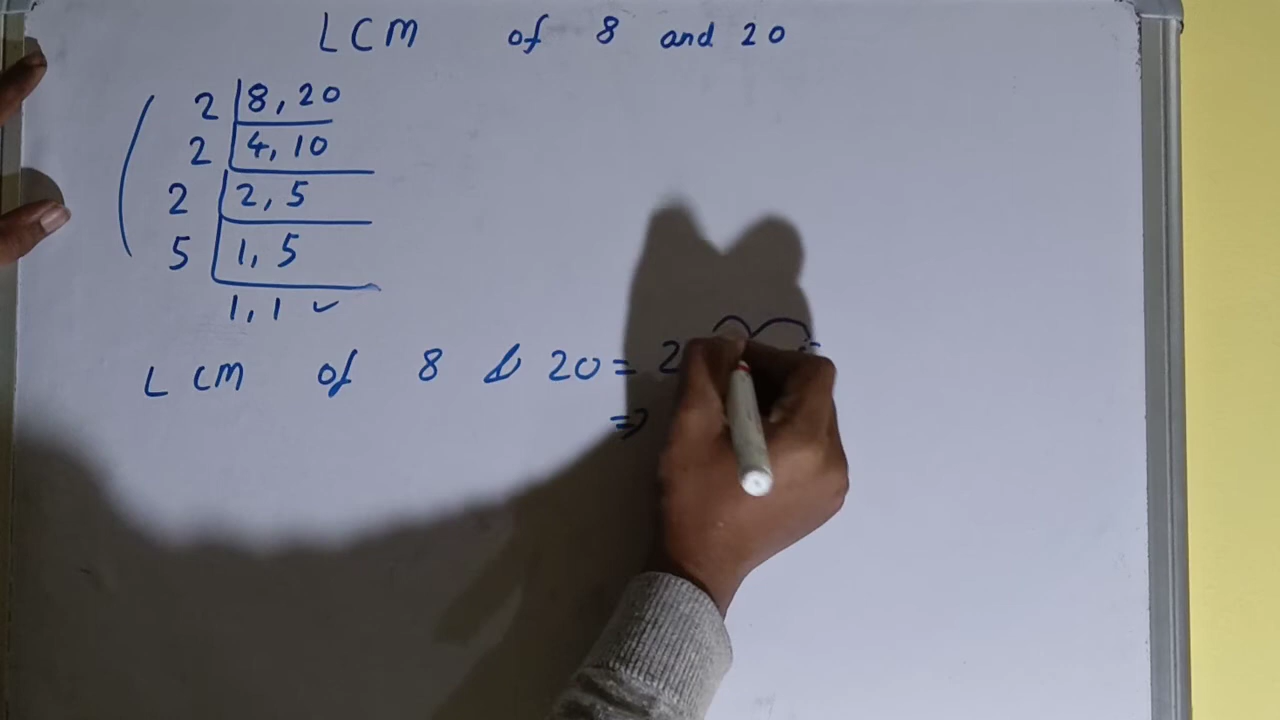 LCM of 8 and 20
2 | 8, 20
2 | 4, 10
2 | 2, 5
5 | 1, 5
1, 1 ✓
LCM of 8 & 20 = 2
⇒